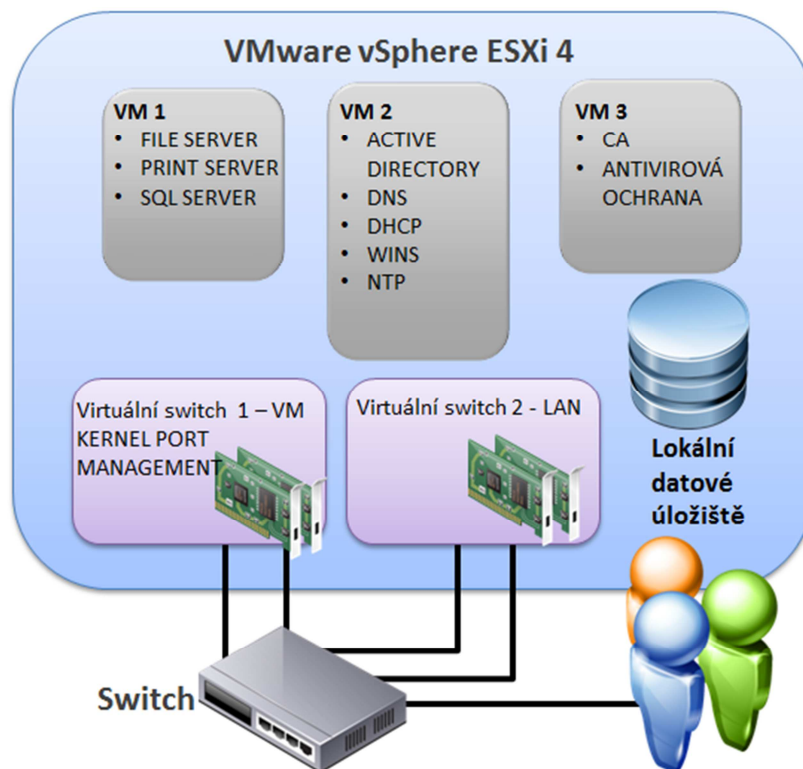 VMware vSphere ESXi 4
VM 1
• FILE SERVER
• PRINT SERVER
• SQL SERVER
VM 2
• ACTIVE
DIRECTORY
• DNS
• DHCP
• WINS
• NTP
VM 3
• CA
• ANTIVIROVÁ
OCHRANA
Virtuální switch 1 – VM
KERNEL PORT
MANAGEMENT
Virtuální switch 2 - LAN
Lokální
datové
úložiště
Switch